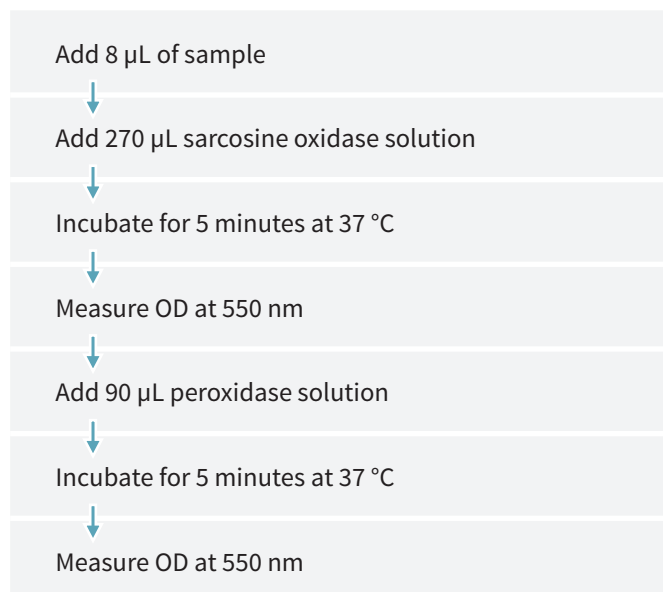 Add 8 µL of sample
Add 270 µL sarcosine oxidase solution
Incubate for 5 minutes at 37 °C
Measure OD at 550 nm
Add 90 µL peroxidase solution
Incubate for 5 minutes at 37 °C
Measure OD at 550 nm